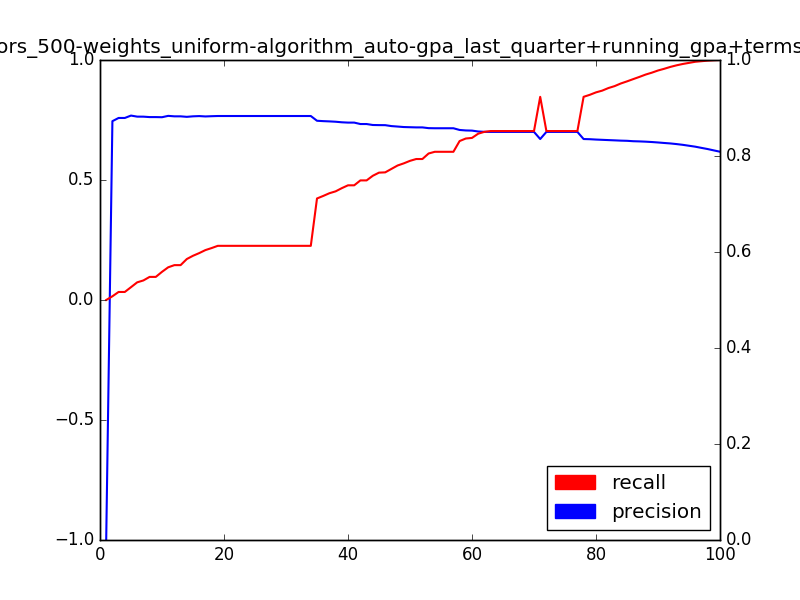 ors_500-weights_uniform-algorithm_auto-gpa_last_quarter+running_gpa+terms
1.0
0.5
0.0
−0.5
−1.0
1.0
0.8
0.6
0.4
0.2
0.0
0 20 40 60 80 100
recall
precision